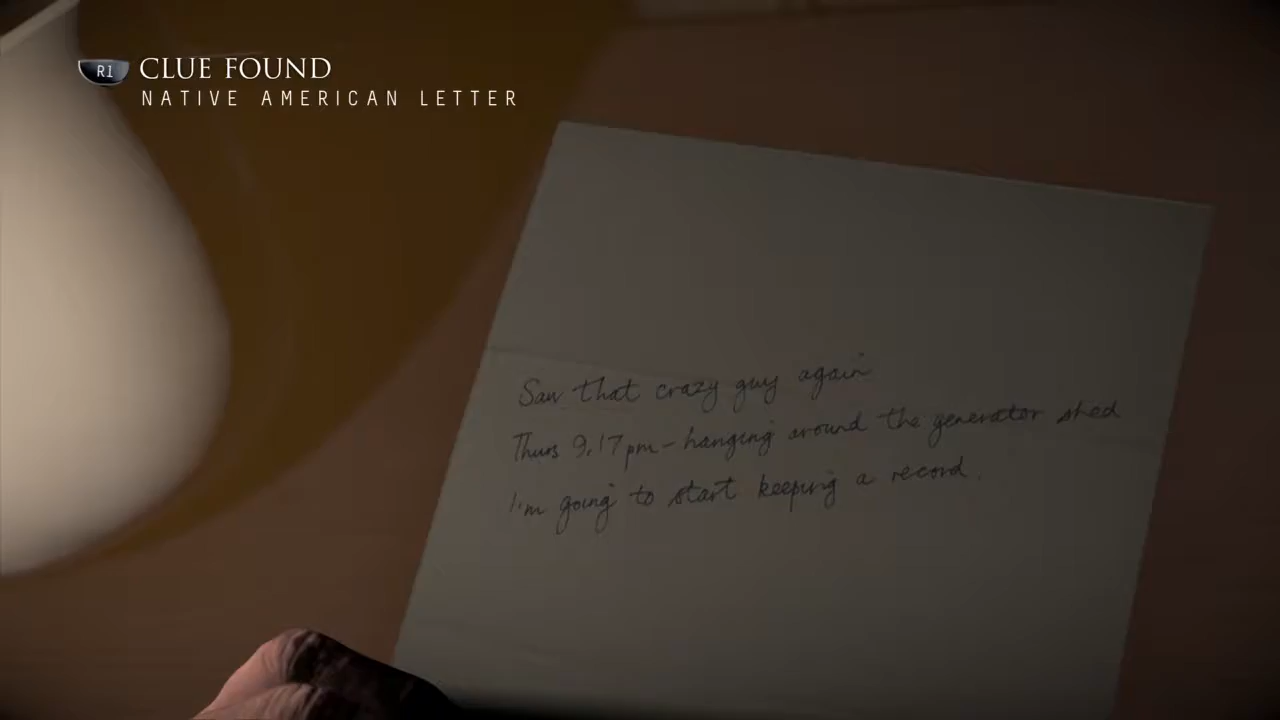 R1 CLUE FOUND
NATIVE AMERICAN LETTER
Saw that crazy guy again
Thurs 9.17pm - hanging around the generator shed
I'm going to start keeping a record.